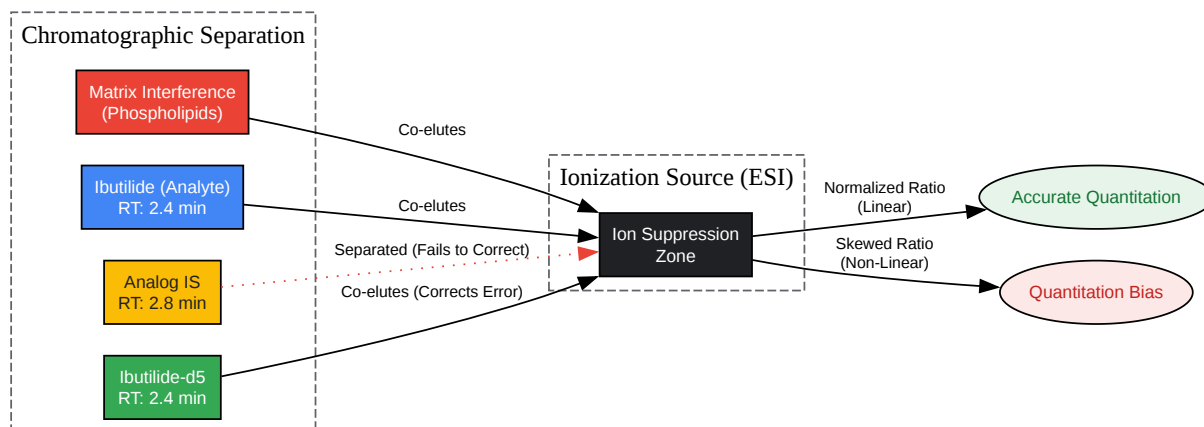 Chromatographic Separation
Matrix Interference
(Phospholipids)
Ibutilide (Analyte)
RT: 2.4 min
Analog IS
RT: 2.8 min
Ibutilide-d5
RT: 2.4 min
Co-elutes
Co-elutes
Separated (Fails to Correct)
Co-elutes (Corrects Error)
Ionization Source (ESI)
Ion Suppression
Zone
Normalized Ratio
(Linear)
Skewed Ratio
(Non-Linear)
Accurate Quantitation
Quantitation Bias